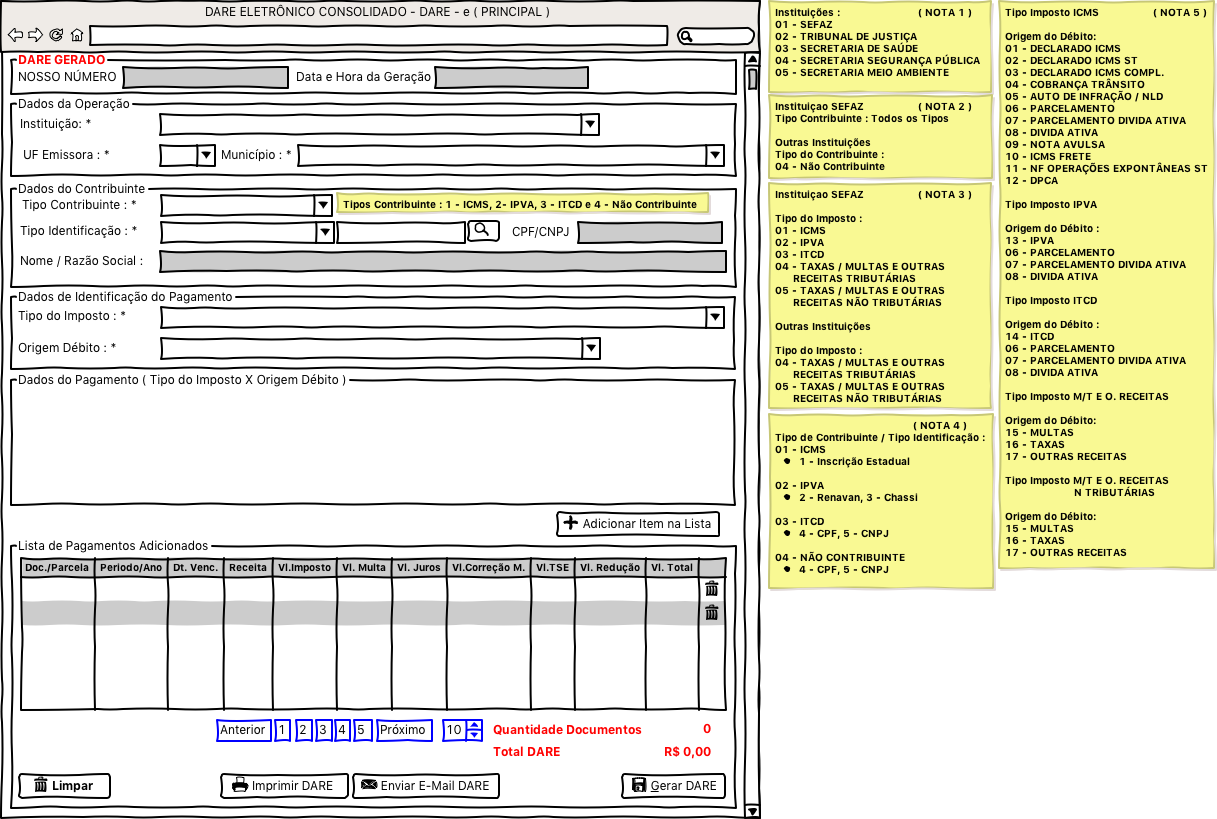 DARE ELETRÔNICO CONSOLIDADO - DARE - e ( PRINCIPAL )
DARE GERADO
NOSSO NÚMERO
Data e Hora da Geração
Dados da Operação
Instituição: *
UF Emissora : *
Município : *
Dados do Contribuinte
Tipo Contribuinte : *
Tipos Contribuinte : 1 - ICMS, 2- IPVA, 3 - ITCD e 4 - Não Contribuinte
Tipo Identificação : *
CPF/CNPJ
Nome / Razão Social :
Dados de Identificação do Pagamento
Tipo do Imposto : *
Origem Débito : *
Dados do Pagamento ( Tipo do Imposto X Origem Débito )
Adicionar Item na Lista
Lista de Pagamentos Adicionados
Doc./Parcela Periodo/Ano Dt. Venc. Receita Vl.Imposto Vl. Multa Vl. Juros Vl.Correção M. Vl.TSE Vl. Redução Vl. Total
Anterior 1 2 3 4 5 Próximo 10
Quantidade Documentos 0
Total DARE R$ 0,00
Limpar
Imprimir DARE
Enviar E-Mail DARE
Gerar DARE
Instituições : ( NOTA 1 )
01 - SEFAZ
02 - TRIBUNAL DE JUSTIÇA
03 - SECRETARIA DE SAÚDE
04 - SECRETARIA SEGURANÇA PÚBLICA
05 - SECRETARIA MEIO AMBIENTE
Instituiçao SEFAZ ( NOTA 2 )
Tipo Contribuinte : Todos os Tipos
Outras Instituições
Tipo do Contribuinte :
04 - Não Contribuinte
Instituiçao SEFAZ ( NOTA 3 )
Tipo do Imposto :
01 - ICMS
02 - IPVA
03 - ITCD
04 - TAXAS / MULTAS E OUTRAS
RECEITAS TRIBUTÁRIAS
05 - TAXAS / MULTAS E OUTRAS
RECEITAS NÃO TRIBUTÁRIAS
Outras Instituições
Tipo do Imposto :
04 - TAXAS / MULTAS E OUTRAS
RECEITAS TRIBUTÁRIAS
05 - TAXAS / MULTAS E OUTRAS
RECEITAS NÃO TRIBUTÁRIAS
( NOTA 4 )
Tipo de Contribuinte / Tipo Identificação :
01 - ICMS
1 - Inscrição Estadual
02 - IPVA
2 - Renavan, 3 - Chassi
03 - ITCD
4 - CPF, 5 - CNPJ
04 - NÃO CONTRIBUINTE
4 - CPF, 5 - CNPJ
Tipo Imposto ICMS ( NOTA 5 )
Origem do Débito:
01 - DECLARADO ICMS
02 - DECLARADO ICMS ST
03 - DECLARADO ICMS COMPL.
04 - COBRANÇA TRÂNSITO
05 - AUTO DE INFRAÇÃO / NLD
06 - PARCELAMENTO
07 - PARCELAMENTO DIVIDA ATIVA
08 - DIVIDA ATIVA
09 - NOTA AVULSA
10 - ICMS FRETE
11 - NF OPERAÇÕES EXPONTÂNEAS ST
12 - DPCA
Tipo Imposto IPVA
Origem do Débito :
13 - IPVA
06 - PARCELAMENTO
07 - PARCELAMENTO DIVIDA ATIVA
08 - DIVIDA ATIVA
Tipo Imposto ITCD
Origem do Débito :
14 - ITCD
06 - PARCELAMENTO
07 - PARCELAMENTO DIVIDA ATIVA
08 - DIVIDA ATIVA
Tipo Imposto M/T E O. RECEITAS
Origem do Débito:
15 - MULTAS
16 - TAXAS
17 - OUTRAS RECEITAS
Tipo Imposto M/T E O. RECEITAS
N TRIBUTÁRIAS
Origem do Débito:
15 - MULTAS
16 - TAXAS
17 - OUTRAS RECEITAS